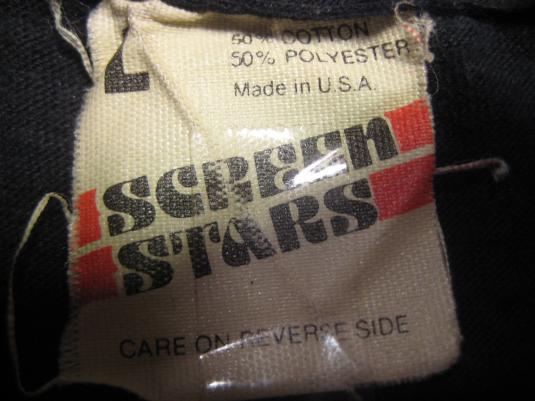 L
50% COTTON
50% POLYESTER
Made in U.S.A.
SCREEN
STARS
CARE ON REVERSE SIDE